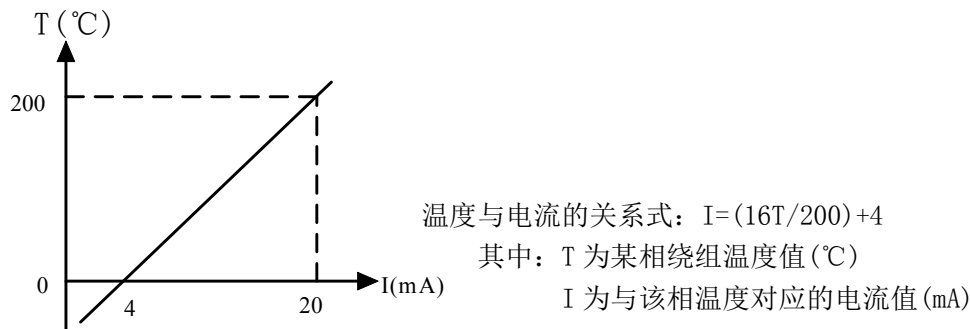 T(℃)
200
0
4
20
I(mA)
温度与电流的关系式：I=(16T/200)+4
其中：T 为某相绕组温度值(℃)
I 为与该相温度对应的电流值(mA)